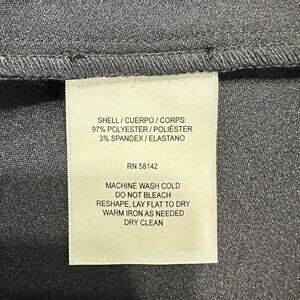 SHELL / CUERPO / CORPS:
97% POLYESTER / POLIÉSTER
3% SPANDEX / ELASTANO
RN 58142
MACHINE WASH COLD
DO NOT BLEACH
RESHAPE, LAY FLAT TO DRY
WARM IRON AS NEEDED
DRY CLEAN